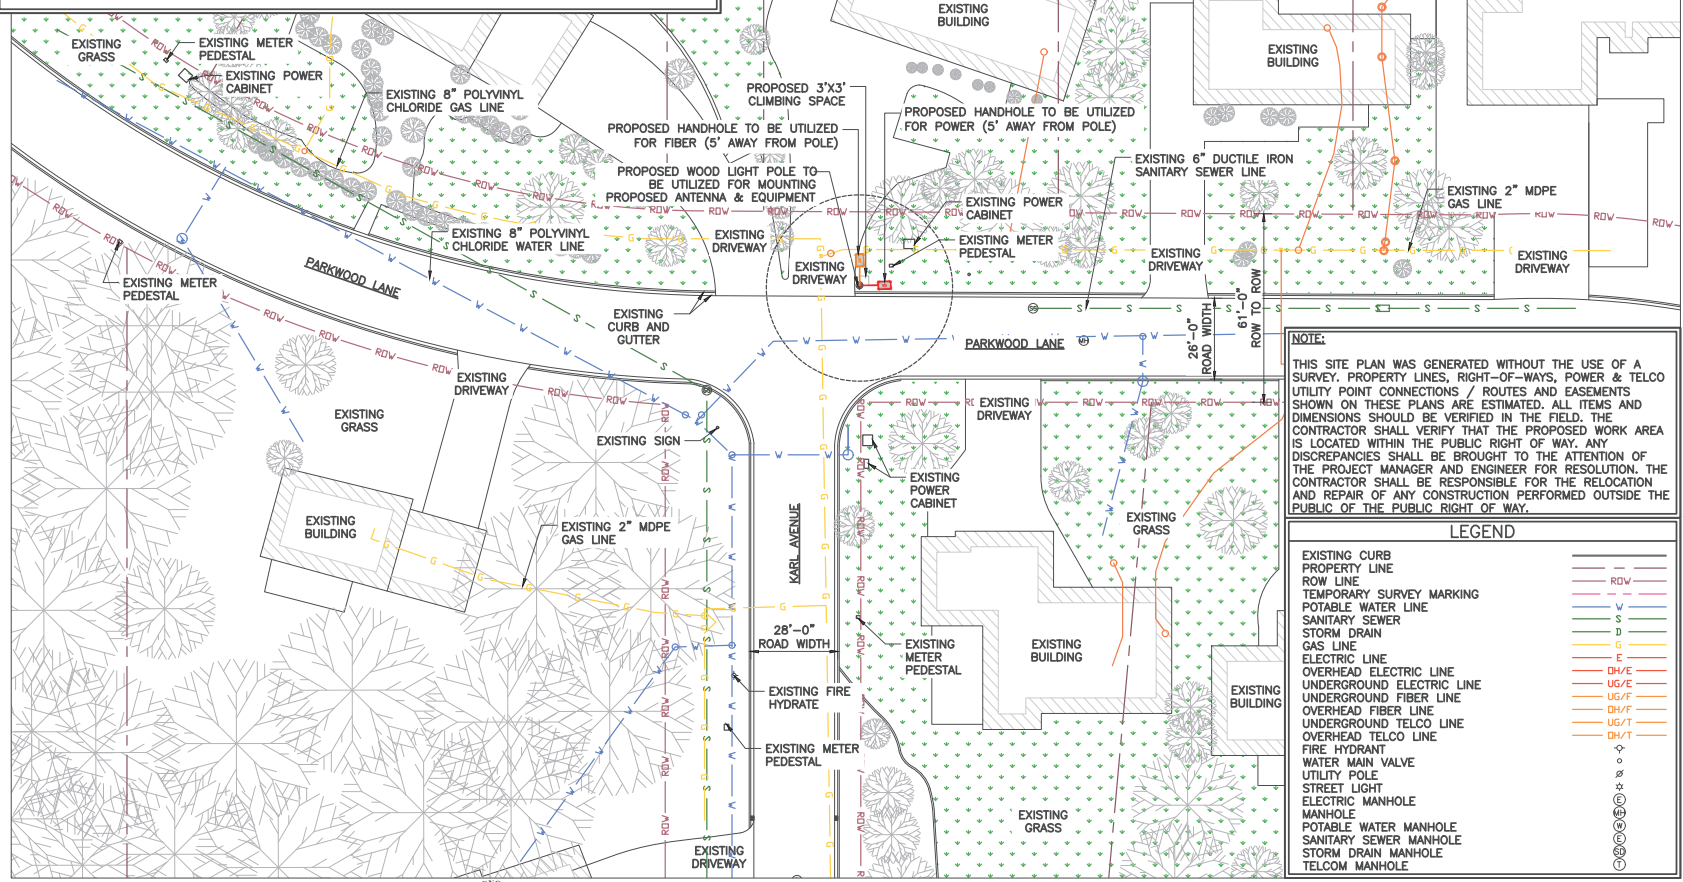 EXISTING
BUILDING
EXISTING
GRASS
EXISTING METER
PEDESTAL
EXISTING POWER
CABINET
EXISTING 8" POLYVINYL
CHLORIDE GAS LINE
PROPOSED 3'X3'
CLIMBING SPACE
PROPOSED HANDHOLE TO BE UTILIZED
FOR FIBER (5' AWAY FROM POLE)
PROPOSED HANDHOLE TO BE UTILIZED
FOR POWER (5' AWAY FROM POLE)
PROPOSED WOOD LIGHT POLE TO
BE UTILIZED FOR MOUNTING
PROPOSED ANTENNA & EQUIPMENT
EXISTING
BUILDING
EXISTING 6" DUCTILE IRON
SANITARY SEWER LINE
EXISTING 2" MDPE
GAS LINE
EXISTING POWER
CABINET
EXISTING METER
PEDESTAL
EXISTING 8" POLYVINYL
CHLORIDE WATER LINE
EXISTING
DRIVEWAY
EXISTING
DRIVEWAY
EXISTING
DRIVEWAY
EXISTING
DRIVEWAY
EXISTING METER
PEDESTAL
PARKWOOD LANE
EXISTING
CURB AND
GUTTER
PARKWOOD LANE
26'-0"
ROAD WIDTH
61'-0"
ROW TO ROW
EXISTING
DRIVEWAY
EXISTING
GRASS
EXISTING
DRIVEWAY
EXISTING SIGN
EXISTING
POWER
CABINET
EXISTING
BUILDING
EXISTING 2" MDPE
GAS LINE
KARL AVENUE
EXISTING
GRASS
28'-0"
ROAD WIDTH
EXISTING
METER
PEDESTAL
EXISTING
BUILDING
EXISTING
BUILDING
EXISTING FIRE
HYDRATE
EXISTING METER
PEDESTAL
EXISTING
GRASS
EXISTING
DRIVEWAY
NOTE:
THIS SITE PLAN WAS GENERATED WITHOUT THE USE OF A
SURVEY. PROPERTY LINES, RIGHT-OF-WAYS, POWER & TELCO
UTILITY POINT CONNECTIONS / ROUTES AND EASEMENTS
SHOWN ON THESE PLANS ARE ESTIMATED. ALL ITEMS AND
DIMENSIONS SHOULD BE VERIFIED IN THE FIELD. THE
CONTRACTOR SHALL VERIFY THAT THE PROPOSED WORK AREA
IS LOCATED WITHIN THE PUBLIC RIGHT OF WAY. ANY
DISCREPANCIES SHALL BE BROUGHT TO THE ATTENTION OF
THE PROJECT MANAGER AND ENGINEER FOR RESOLUTION. THE
CONTRACTOR SHALL BE RESPONSIBLE FOR THE RELOCATION
AND REPAIR OF ANY CONSTRUCTION PERFORMED OUTSIDE THE
PUBLIC OF THE PUBLIC RIGHT OF WAY.
LEGEND
EXISTING CURB
PROPERTY LINE
ROW LINE ROW
TEMPORARY SURVEY MARKING
POTABLE WATER LINE W
SANITARY SEWER S
STORM DRAIN D
GAS LINE G
ELECTRIC LINE E
OVERHEAD ELECTRIC LINE OH/E
UNDERGROUND ELECTRIC LINE UG/E
UNDERGROUND FIBER LINE UG/F
OVERHEAD FIBER LINE OH/F
UNDERGROUND TELCO LINE UG/T
OVERHEAD TELCO LINE OH/T
FIRE HYDRANT
WATER MAIN VALVE
UTILITY POLE
STREET LIGHT
ELECTRIC MANHOLE E
MANHOLE MH
POTABLE WATER MANHOLE W
SANITARY SEWER MANHOLE E
STORM DRAIN MANHOLE SD
TELCOM MANHOLE T